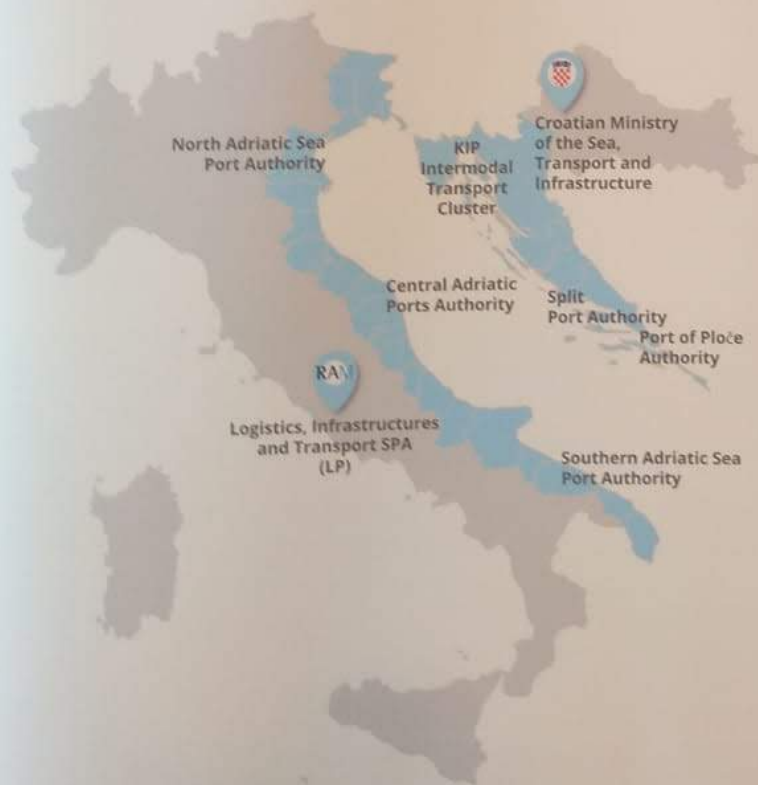 North Adriatic Sea
Port Authority
KIP
Intermodal
Transport
Cluster
Croatian Ministry
of the Sea,
Transport and
Infrastructure
Central Adriatic
Ports Authority
Split
Port Authority
Port of Ploče
Authority
RAM
Logistics, Infrastructures
and Transport SPA
(LP)
Southern Adriatic Sea
Port Authority